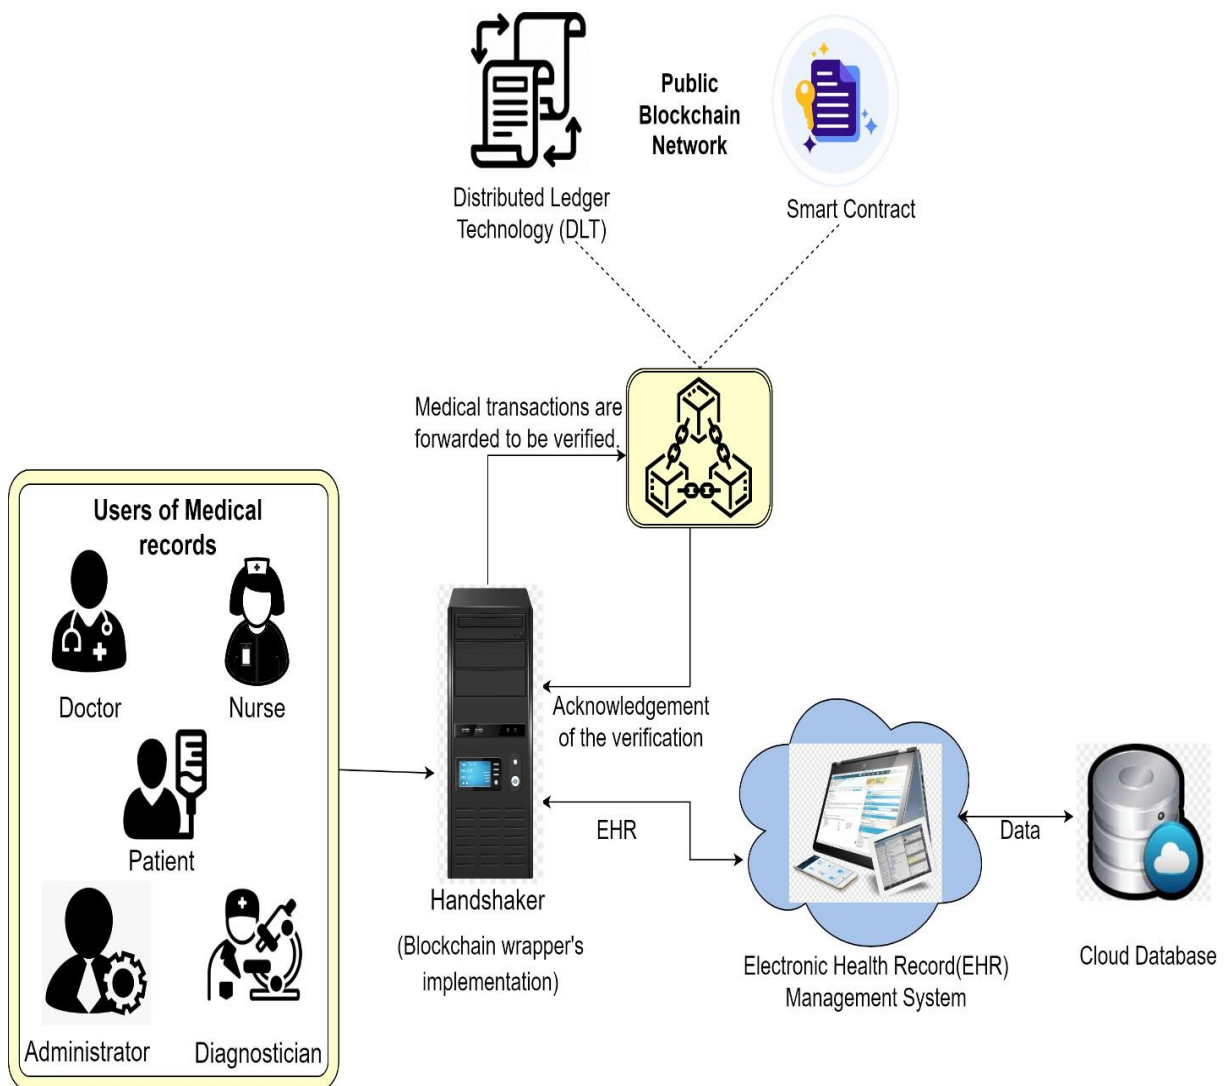 Public
Blockchain
Network
Distributed Ledger
Technology (DLT)
Smart Contract
Medical transactions are
forwarded to be verified.
Users of Medical
records
Doctor
Nurse
Patient
Administrator
Diagnostician
Handshaker
(Blockchain wrapper's
implementation)
Acknowledgement
of the verification
EHR
Electronic Health Record(EHR)
Management System
Data
Cloud Database